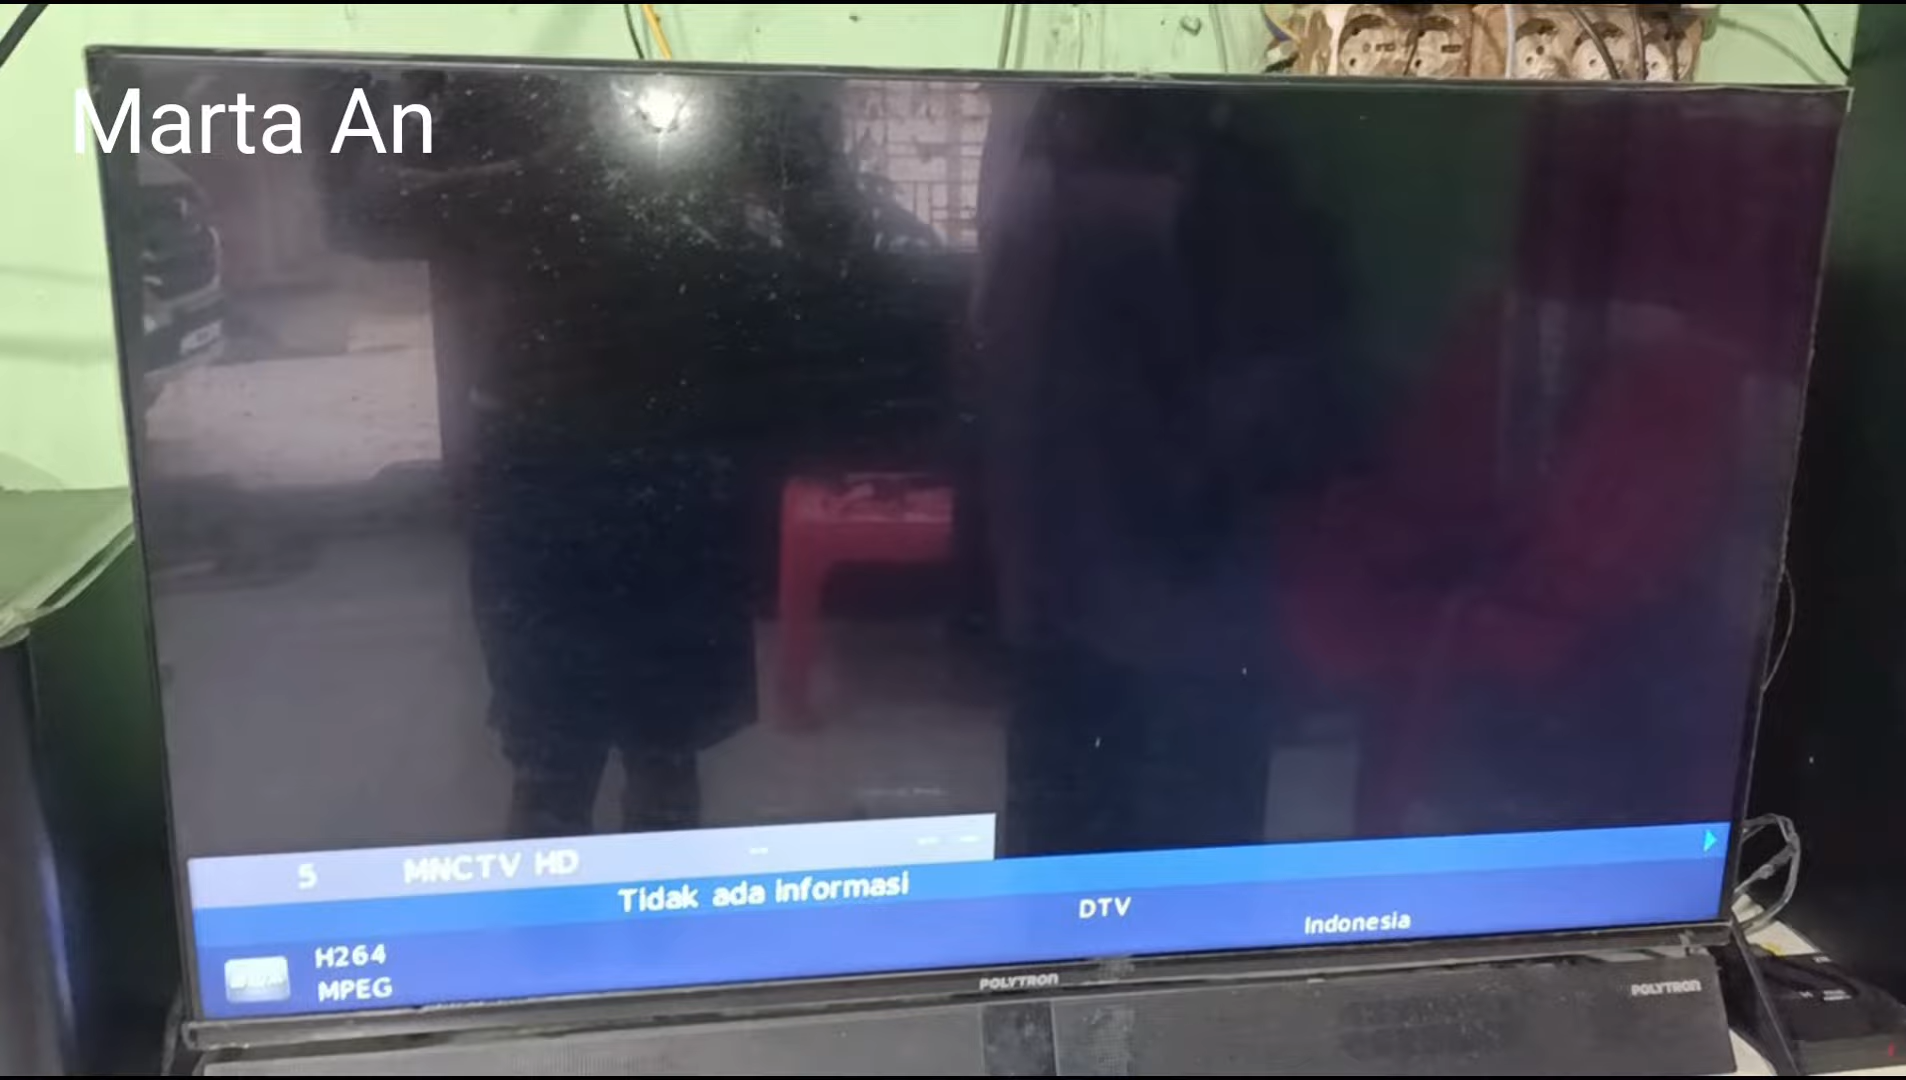 Marta An
5 MNCTV HD
Tidak ada informasi
DTV
Indonesia
H264
MPEG
POLYTRON
POLYTRON